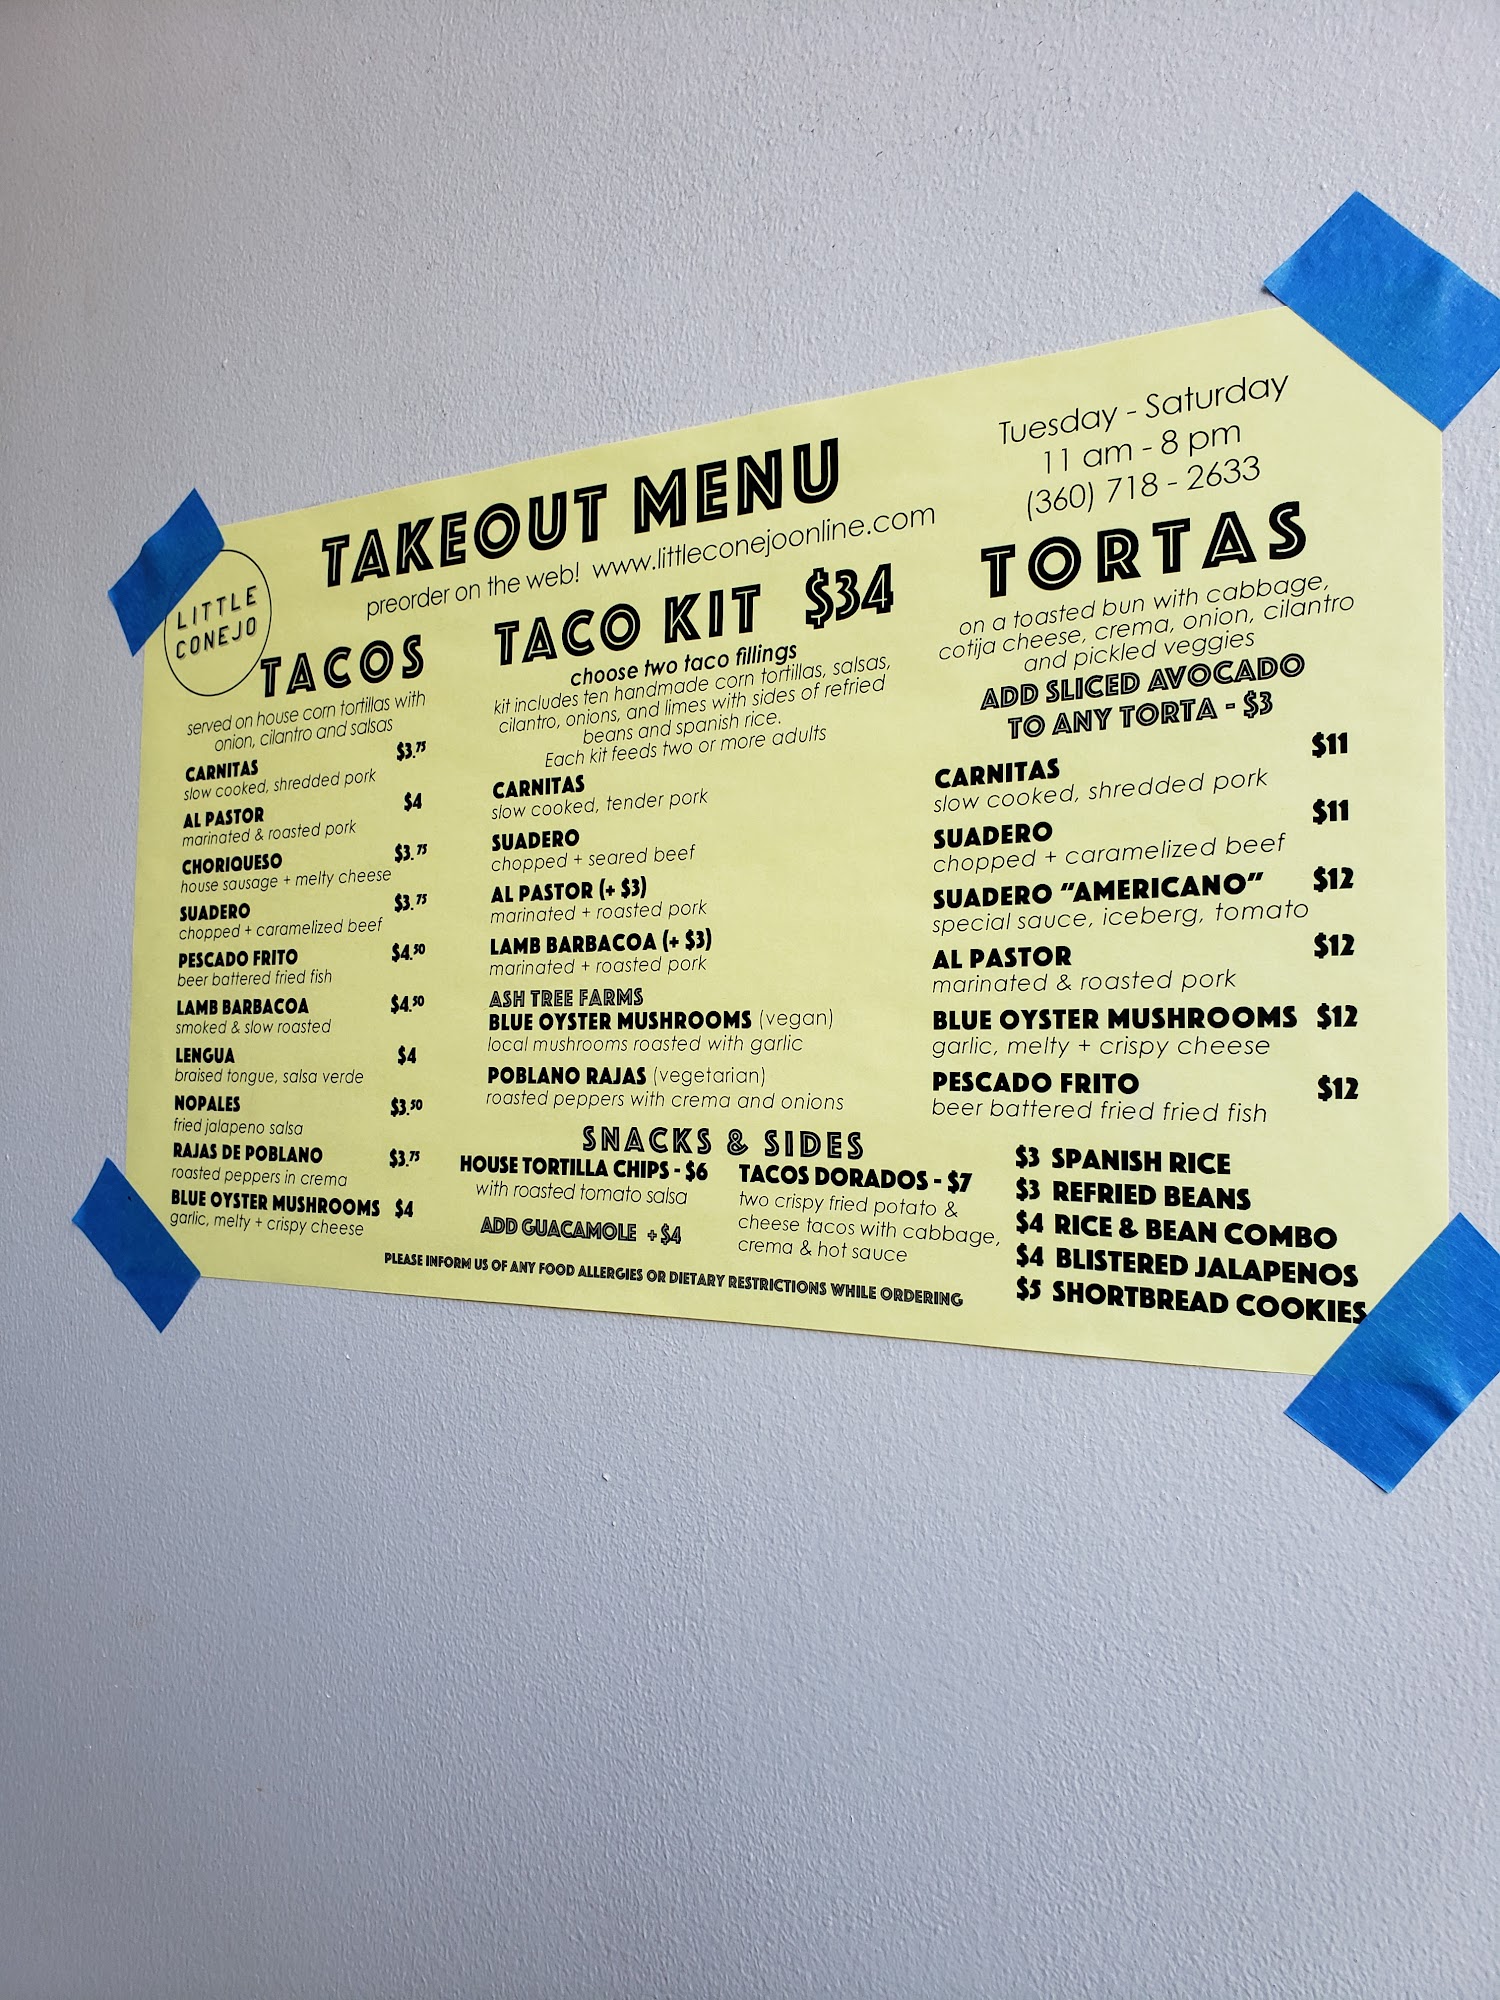 LITTLE
CONEJO
TAKEOUT MENU
preorder on the web! www.littleconejoonline.com
Tuesday - Saturday
11 am - 8 pm
(360) 718 - 2633
TACOS
served on house corn tortillas with
onion, cilantro and salsas
CARNITAS $3.75
slow cooked, shredded pork
AL PASTOR $4
marinated & roasted pork
CHORIQUESO $3.75
house sausage + melty cheese
SUADERO $3.75
chopped + caramelized beef
PESCADO FRITO $4.50
beer battered fried fish
LAMB BARBACOA $4.50
smoked & slow roasted
LENGUA $4
braised tongue, salsa verde
NOPALES $3.50
fried jalapeno salsa
RAJAS DE POBLANO $3.75
roasted peppers in crema
BLUE OYSTER MUSHROOMS $4
garlic, melty + crispy cheese
TACO KIT $34
choose two taco fillings
kit includes ten handmade corn tortillas, salsas,
cilantro, onions, and limes with sides of refried
beans and spanish rice.
Each kit feeds two or more adults
CARNITAS
slow cooked, tender pork
SUADERO
chopped + seared beef
AL PASTOR (+ $3)
marinated + roasted pork
LAMB BARBACOA (+ $3)
marinated + roasted pork
ASH TREE FARMS
BLUE OYSTER MUSHROOMS (vegan)
local mushrooms roasted with garlic
POBLANO RAJAS (vegetarian)
roasted peppers with crema and onions
TORTAS
on a toasted bun with cabbage,
cotija cheese, crema, onion, cilantro
and pickled veggies
ADD SLICED AVOCADO
TO ANY TORTA - $3
CARNITAS $11
slow cooked, shredded pork
SUADERO $11
chopped + caramelized beef
SUADERO "AMERICANO" $12
special sauce, iceberg, tomato
AL PASTOR $12
marinated & roasted pork
BLUE OYSTER MUSHROOMS $12
garlic, melty + crispy cheese
PESCADO FRITO $12
beer battered fried fried fish
SNACKS & SIDES
HOUSE TORTILLA CHIPS - $6
with roasted tomato salsa
ADD GUACAMOLE + $4
TACOS DORADOS - $7
two crispy fried potato &
cheese tacos with cabbage,
crema & hot sauce
$3 SPANISH RICE
$3 REFRIED BEANS
$4 RICE & BEAN COMBO
$4 BLISTERED JALAPENOS
$5 SHORTBREAD COOKIES
PLEASE INFORM US OF ANY FOOD ALLERGIES OR DIETARY RESTRICTIONS WHILE ORDERING